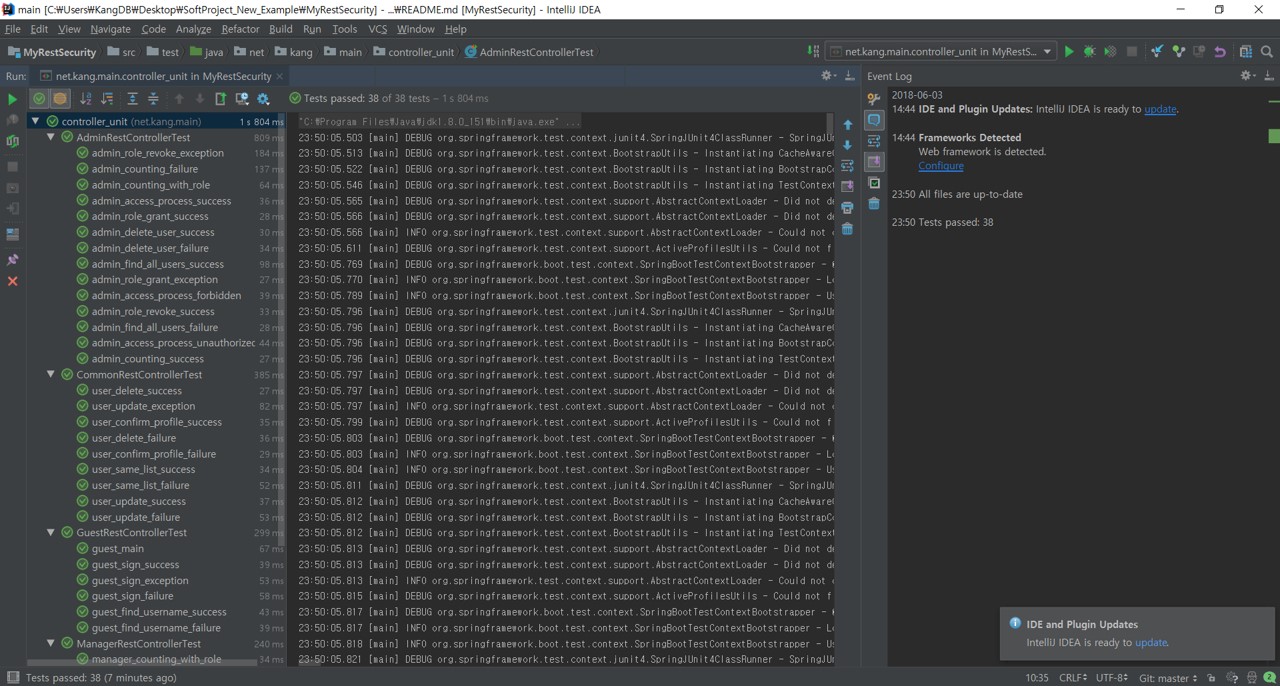 main [C:₩Users₩KangDB₩Desktop₩SoftProject_New_Example₩MyRestSecurity] - ...₩README.md [MyRestSecurity] - IntelliJ IDEA
File Edit View Navigate Code Analyze Refactor Build Run Tools VCS Window Help
MyRestSecurity src test java net kang main controller_unit AdminRestControllerTest
net.kang.main.controller_unit in MyRestS...
Run: net.kang.main.controller_unit in MyRestSecurity
Event Log
Tests passed: 38 of 38 tests – 1 s 804 ms
controller_unit (net.kang.main) 1 s 804 ms
AdminRestControllerTest 809 ms
admin_role_revoke_exception 184 ms
admin_counting_failure 137 ms
admin_counting_with_role 64 ms
admin_access_process_success 36 ms
admin_role_grant_success 28 ms
admin_delete_user_success 30 ms
admin_delete_user_failure 34 ms
admin_find_all_users_success 98 ms
admin_role_grant_exception 27 ms
admin_access_process_forbidden 39 ms
admin_role_revoke_success 33 ms
admin_find_all_users_failure 28 ms
admin_access_process_unauthorized 44 ms
admin_counting_success 27 ms
CommonRestControllerTest 385 ms
user_delete_success 27 ms
user_update_exception 82 ms
user_confirm_profile_success 35 ms
user_delete_failure 36 ms
user_confirm_profile_failure 29 ms
user_same_list_success 34 ms
user_same_list_failure 52 ms
user_update_success 37 ms
user_update_failure 53 ms
GuestRestControllerTest 299 ms
guest_main 67 ms
guest_sign_success 39 ms
guest_sign_exception 53 ms
guest_sign_failure 58 ms
guest_find_username_success 43 ms
guest_find_username_failure 39 ms
ManagerRestControllerTest 240 ms
manager_counting_with_role 34 ms
"C:₩Program Files₩Java₩jdk1.8.0_151₩bin₩java.exe" ...
23:50:05.503 [main] DEBUG org.springframework.test.context.junit4.SpringJUnit4ClassRunner - SpringJU
23:50:05.513 [main] DEBUG org.springframework.test.context.BootstrapUtils - Instantiating CacheAwareC
23:50:05.522 [main] DEBUG org.springframework.test.context.BootstrapUtils - Instantiating BootstrapCo
23:50:05.546 [main] DEBUG org.springframework.test.context.BootstrapUtils - Instantiating TestContext
23:50:05.565 [main] DEBUG org.springframework.test.context.support.AbstractContextLoader - Did not de
23:50:05.566 [main] DEBUG org.springframework.test.context.support.AbstractContextLoader - Did not de
23:50:05.566 [main] INFO org.springframework.test.context.support.AbstractContextLoader - Could not d
23:50:05.611 [main] DEBUG org.springframework.test.context.support.ActiveProfilesUtils - Could not f
23:50:05.769 [main] DEBUG org.springframework.boot.test.context.SpringBootTestContextBootstrapper -
23:50:05.770 [main] INFO org.springframework.boot.test.context.SpringBootTestContextBootstrapper - Lo
23:50:05.789 [main] INFO org.springframework.boot.test.context.SpringBootTestContextBootstrapper - Us
23:50:05.796 [main] DEBUG org.springframework.test.context.junit4.SpringJUnit4ClassRunner - SpringJU
23:50:05.796 [main] DEBUG org.springframework.test.context.BootstrapUtils - Instantiating CacheAwareC
23:50:05.796 [main] DEBUG org.springframework.test.context.BootstrapUtils - Instantiating BootstrapCo
23:50:05.796 [main] DEBUG org.springframework.test.context.BootstrapUtils - Instantiating TestContext
23:50:05.797 [main] DEBUG org.springframework.test.context.support.AbstractContextLoader - Did not de
23:50:05.797 [main] DEBUG org.springframework.test.context.support.AbstractContextLoader - Did not de
23:50:05.797 [main] INFO org.springframework.test.context.support.AbstractContextLoader - Could not d
23:50:05.799 [main] DEBUG org.springframework.test.context.support.ActiveProfilesUtils - Could not f
23:50:05.803 [main] DEBUG org.springframework.boot.test.context.SpringBootTestContextBootstrapper -
23:50:05.803 [main] INFO org.springframework.boot.test.context.SpringBootTestContextBootstrapper - Lo
23:50:05.804 [main] INFO org.springframework.boot.test.context.SpringBootTestContextBootstrapper - Us
23:50:05.811 [main] DEBUG org.springframework.test.context.junit4.SpringJUnit4ClassRunner - SpringJU
23:50:05.812 [main] DEBUG org.springframework.test.context.BootstrapUtils - Instantiating CacheAwareC
23:50:05.812 [main] DEBUG org.springframework.test.context.BootstrapUtils - Instantiating BootstrapCo
23:50:05.812 [main] DEBUG org.springframework.test.context.BootstrapUtils - Instantiating TestContext
23:50:05.813 [main] DEBUG org.springframework.test.context.support.AbstractContextLoader - Did not de
23:50:05.813 [main] DEBUG org.springframework.test.context.support.AbstractContextLoader - Did not de
23:50:05.813 [main] INFO org.springframework.test.context.support.AbstractContextLoader - Could not d
23:50:05.815 [main] DEBUG org.springframework.test.context.support.ActiveProfilesUtils - Could not f
23:50:05.817 [main] DEBUG org.springframework.boot.test.context.SpringBootTestContextBootstrapper -
23:50:05.817 [main] INFO org.springframework.boot.test.context.SpringBootTestContextBootstrapper - Lo
23:50:05.818 [main] INFO org.springframework.boot.test.context.SpringBootTestContextBootstrapper - Us
23:50:05.821 [main] DEBUG org.springframework.test.context.junit4.SpringJUnit4ClassRunner - SpringJU
2018-06-03
14:44 IDE and Plugin Updates: IntelliJ IDEA is ready to update.
14:44 Frameworks Detected
Web framework is detected.
Configure
23:50 All files are up-to-date
23:50 Tests passed: 38
IDE and Plugin Updates
IntelliJ IDEA is ready to update.
Tests passed: 38 (7 minutes ago)
10:35 CRLF UTF-8 Git: master 2